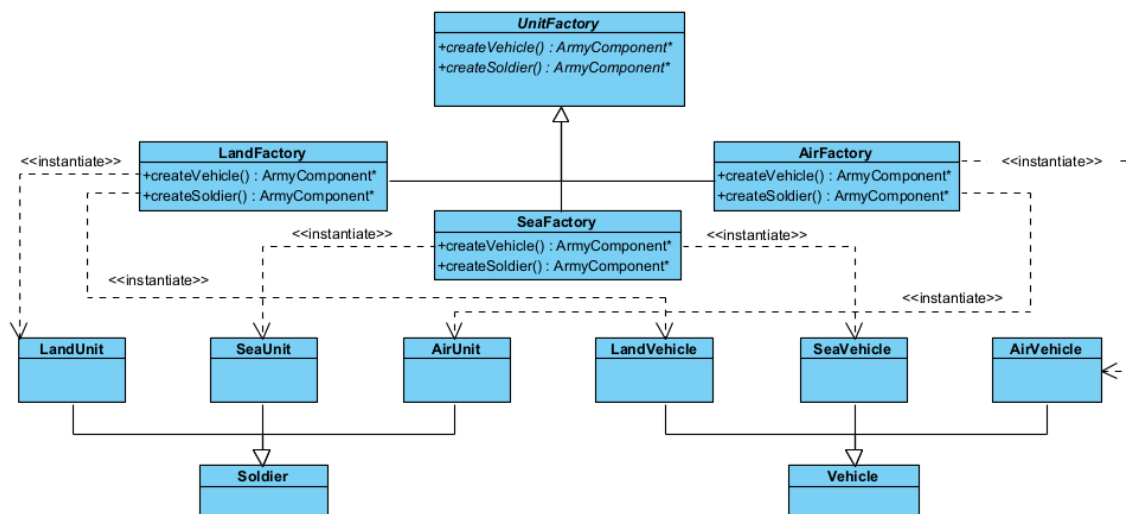 UnitFactory
+createVehicle() : ArmyComponent*
+createSoldier() : ArmyComponent*
<<instantiate>>
LandFactory
+createVehicle() : ArmyComponent*
+createSoldier() : ArmyComponent*
AirFactory
+createVehicle() : ArmyComponent*
+createSoldier() : ArmyComponent*
<<instantiate>>
<<instantiate>>
SeaFactory
+createVehicle() : ArmyComponent*
+createSoldier() : ArmyComponent*
<<instantiate>>
<<instantiate>>
<<instantiate>>
LandUnit
SeaUnit
AirUnit
LandVehicle
SeaVehicle
AirVehicle
Soldier
Vehicle